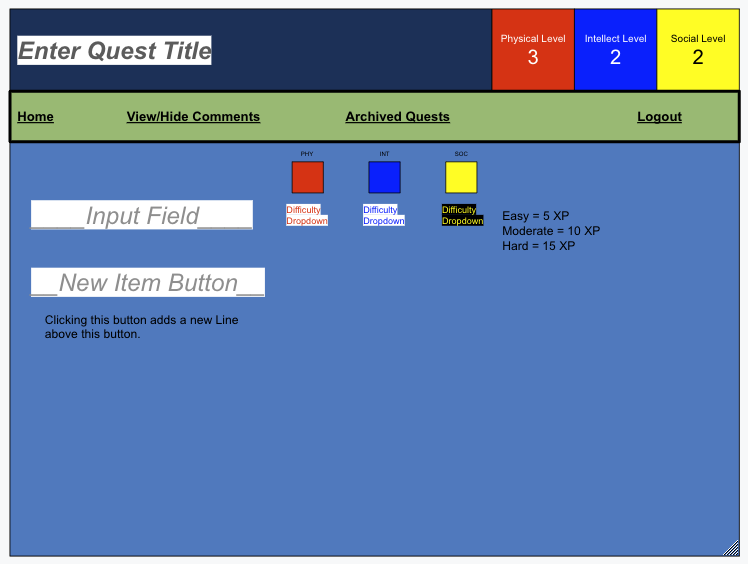 Enter Quest Title
Physical Level
3
Intellect Level
2
Social Level
2
Home
View/Hide Comments
Archived Quests
Logout
PHY
INT
SOC
____Input Field____
Difficulty
Dropdown
Difficulty
Dropdown
Difficulty
Dropdown
Easy = 5 XP
Moderate = 10 XP
Hard = 15 XP
__New Item Button__
Clicking this button adds a new Line
above this button.